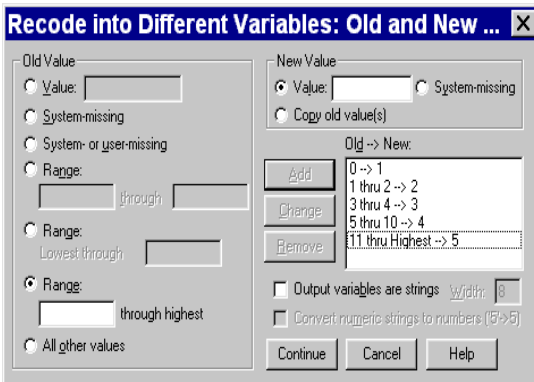 Recode into Different Variables: Old and New ...
Old Value
Value:
System-missing
System- or user-missing
Range:
through
Range:
Lowest through
Range:
through highest
All other values
New Value
Value:
System-missing
Copy old value(s)
Old --> New:
Add
Change
Remove
0 --> 1
1 thru 2 --> 2
3 thru 4 --> 3
5 thru 10 --> 4
11 thru Highest --> 5
Output variables are strings Width: 8
Convert numeric strings to numbers ('5'->5)
Continue Cancel Help